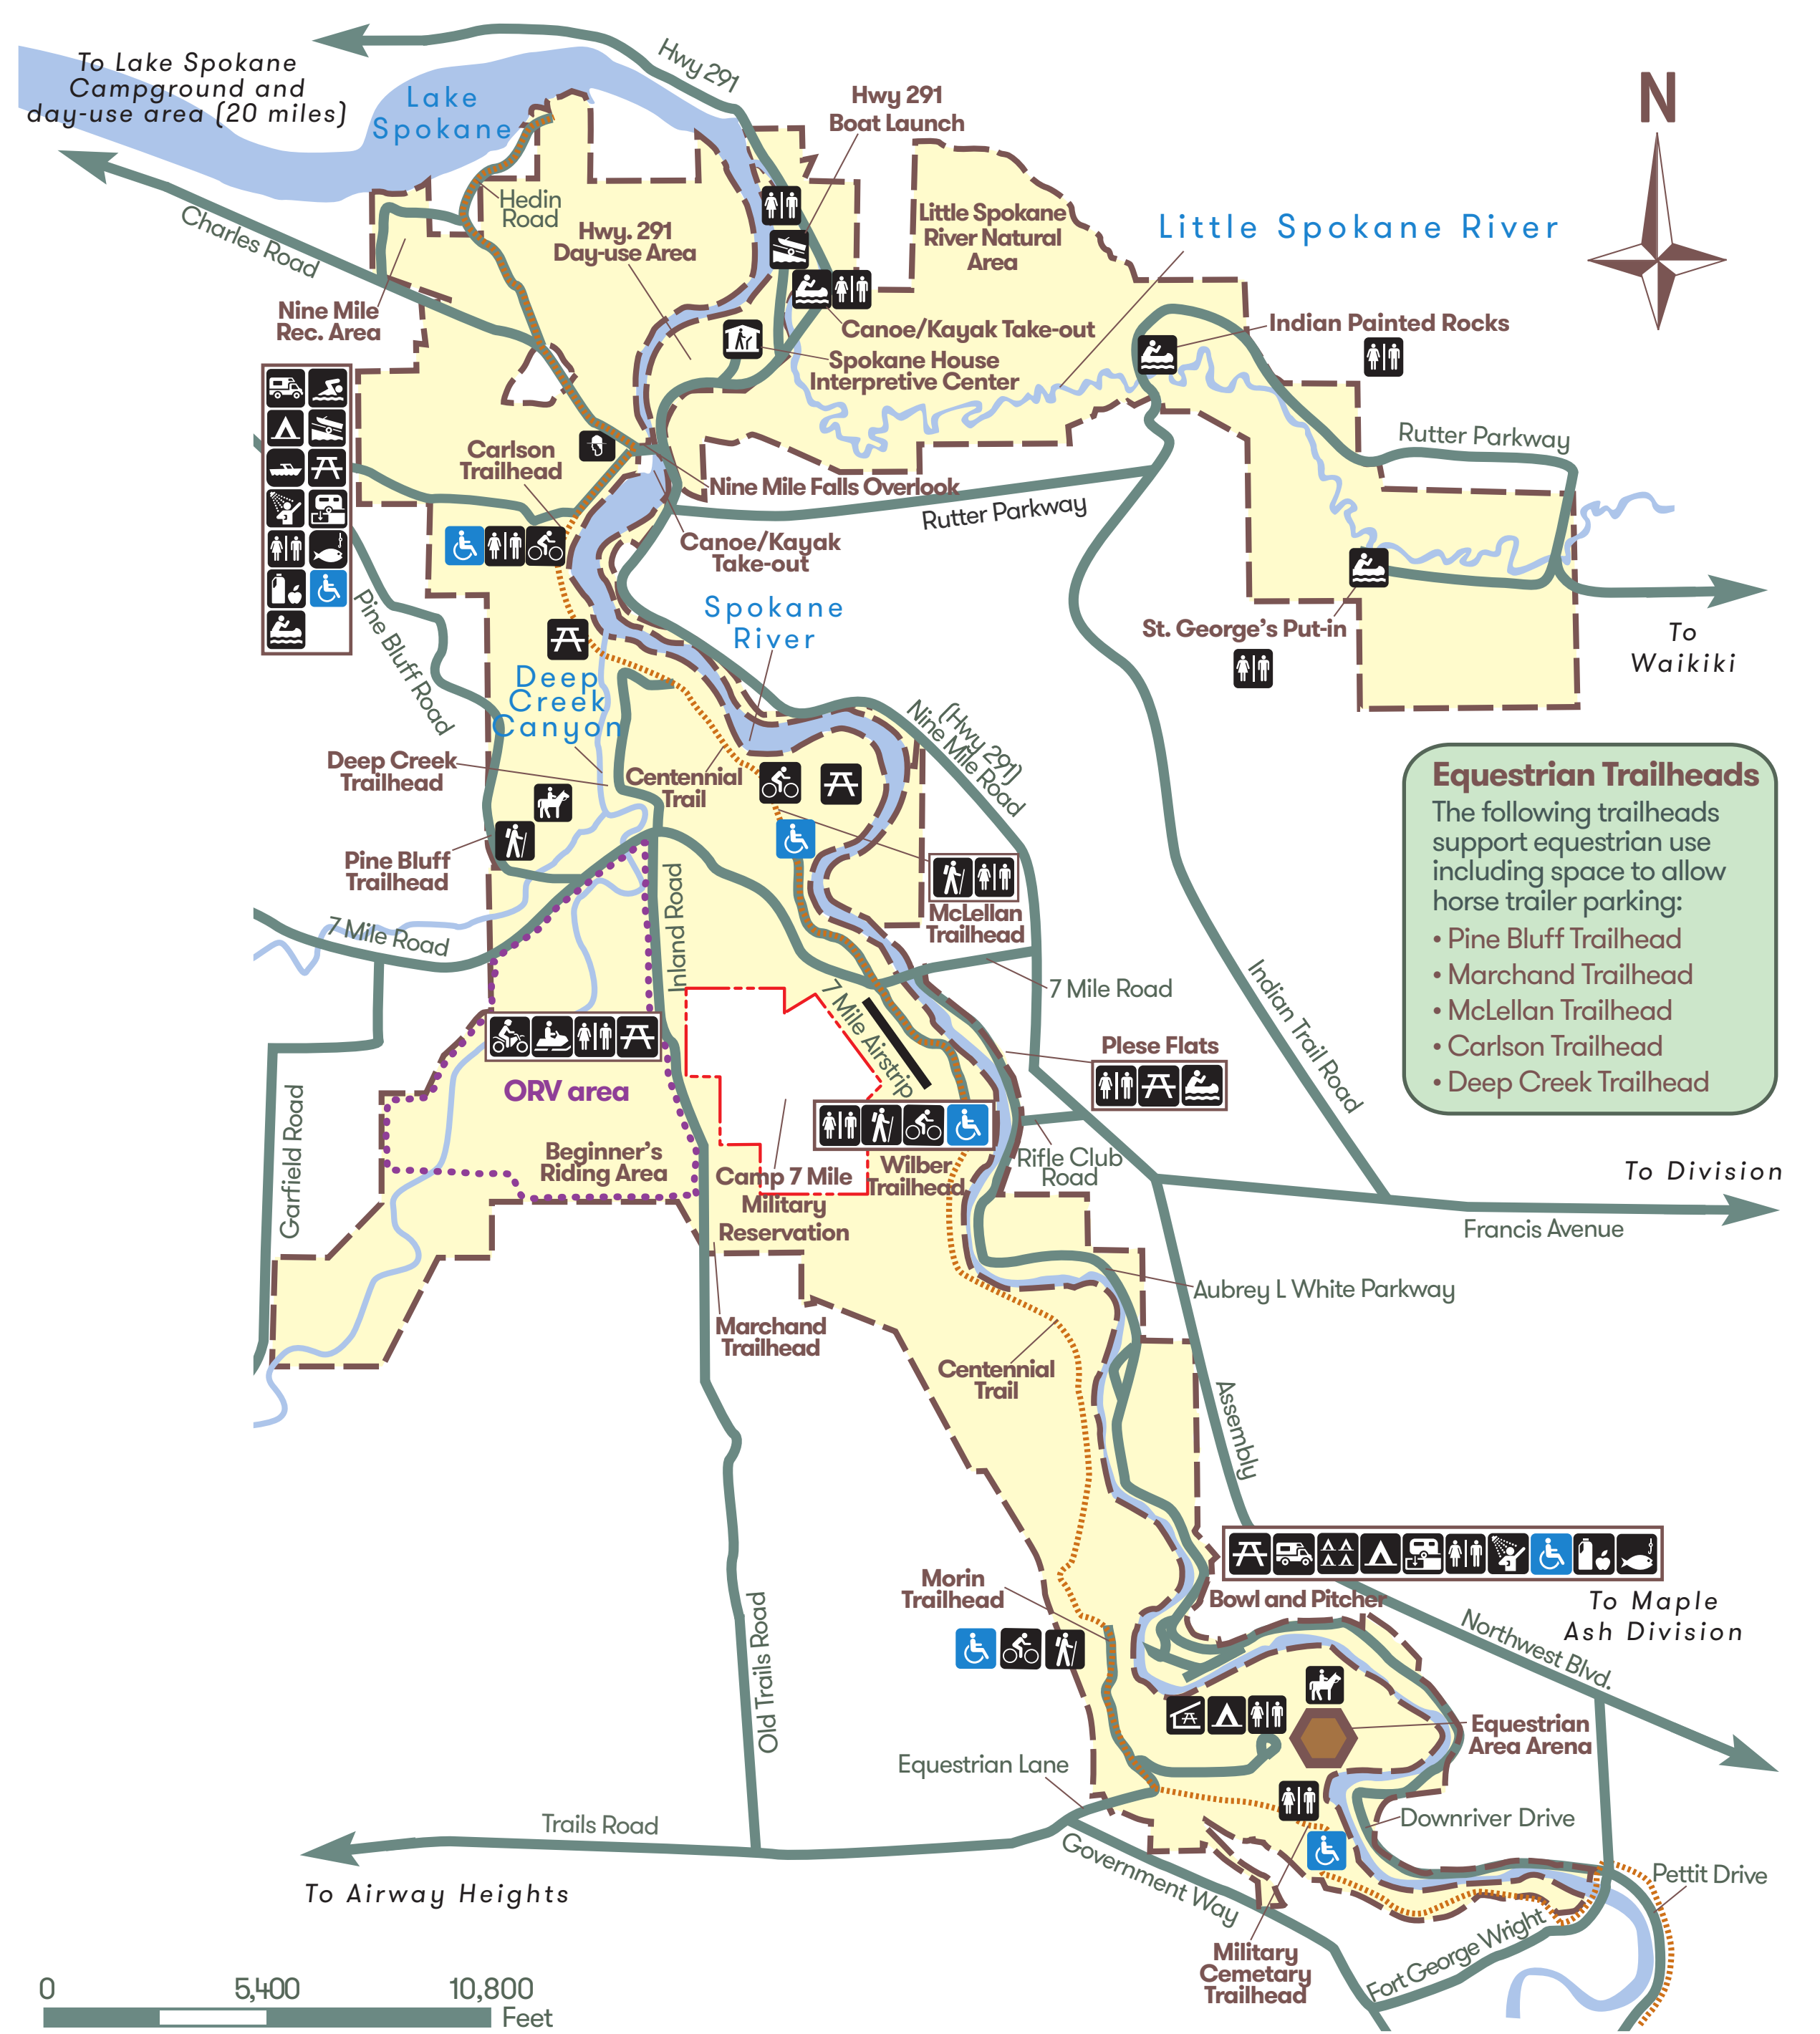 To Lake Spokane
Campground and
day-use area (20 miles)
Lake
Spokane
Hwy 291
Hwy 291
Boat Launch
N
Charles Road
Hedin
Road
Hwy. 291
Day-use Area
Little Spokane
River Natural
Area
Little Spokane River
Nine Mile
Rec. Area
Canoe/Kayak Take-out
Spokane House
Interpretive Center
Indian Painted Rocks
Rutter Parkway
Carlson
Trailhead
Nine Mile Falls Overlook
Rutter Parkway
Canoe/Kayak
Take-out
Pine Bluff Road
Spokane
River
St. George's Put-in
To
Waikiki
Deep
Creek
Canyon
(Hwy 291)
Nine Mile Road
Deep Creek
Trailhead
Centennial
Trail
Pine Bluff
Trailhead
McLellan
Trailhead
Equestrian Trailheads
The following trailheads
support equestrian use
including space to allow
horse trailer parking:
• Pine Bluff Trailhead
• Marchand Trailhead
• McLellan Trailhead
• Carlson Trailhead
• Deep Creek Trailhead
7 Mile Road
Inland Road
7 Mile Road
7 Mile Airstrip
Indian Trail Road
Plese Flats
ORV area
Garfield Road
Beginner's
Riding Area
Camp 7 Mile
Military
Reservation
Wilber
Trailhead
Rifle Club
Road
To Division
Francis Avenue
Aubrey L White Parkway
Marchand
Trailhead
Centennial
Trail
Assembly
Morin
Trailhead
Bowl and Pitcher
To Maple
Ash Division
Northwest Blvd.
Old Trails Road
Equestrian
Area Arena
Equestrian Lane
Downriver Drive
Trails Road
To Airway Heights
Government Way
Pettit Drive
Fort George Wright
Military
Cemetary
Trailhead
0 5,400 10,800
Feet